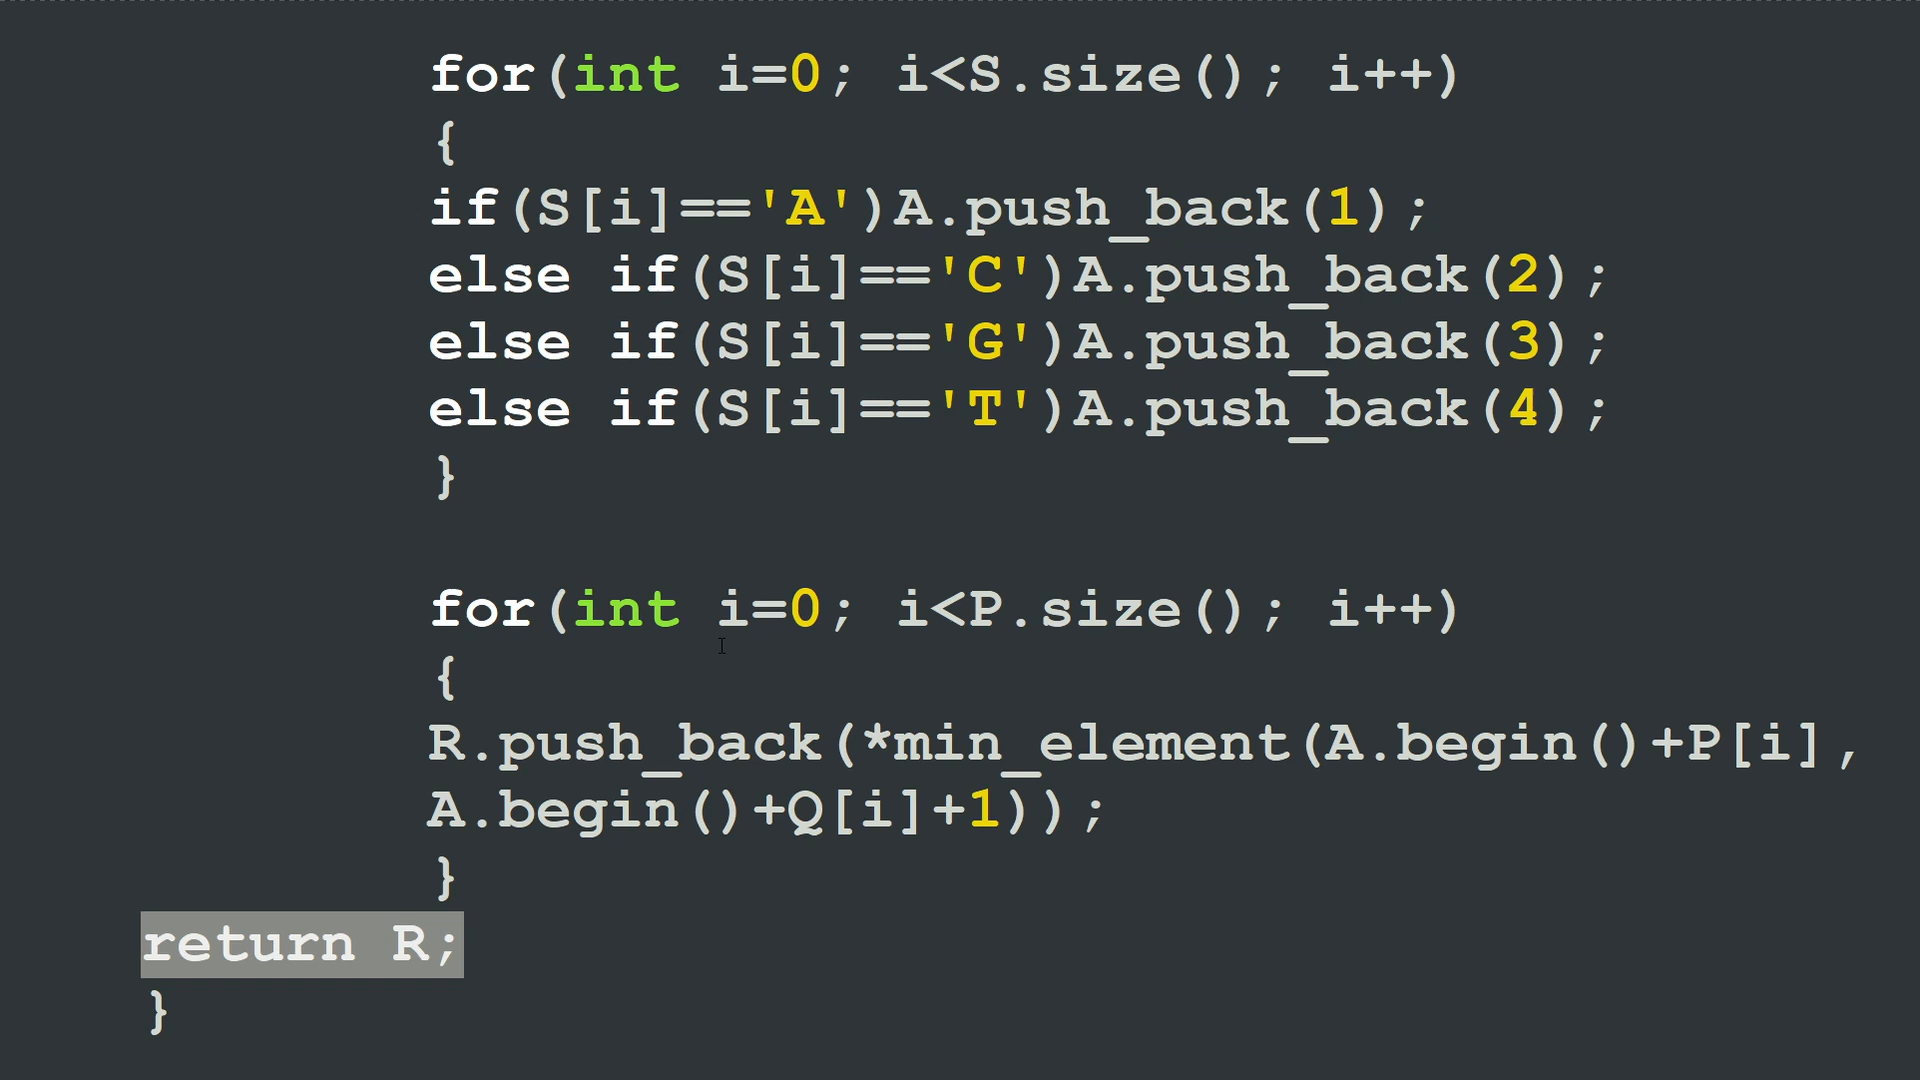 for(int i=0; i<S.size(); i++)
{
if(S[i]=='A')A.push_back(1);
else if(S[i]=='C')A.push_back(2);
else if(S[i]=='G')A.push_back(3);
else if(S[i]=='T')A.push_back(4);
}
for(int i=0; i<P.size(); i++)
{
R.push_back(*min_element(A.begin()+P[i],
A.begin()+Q[i]+1));
}
return R;
}